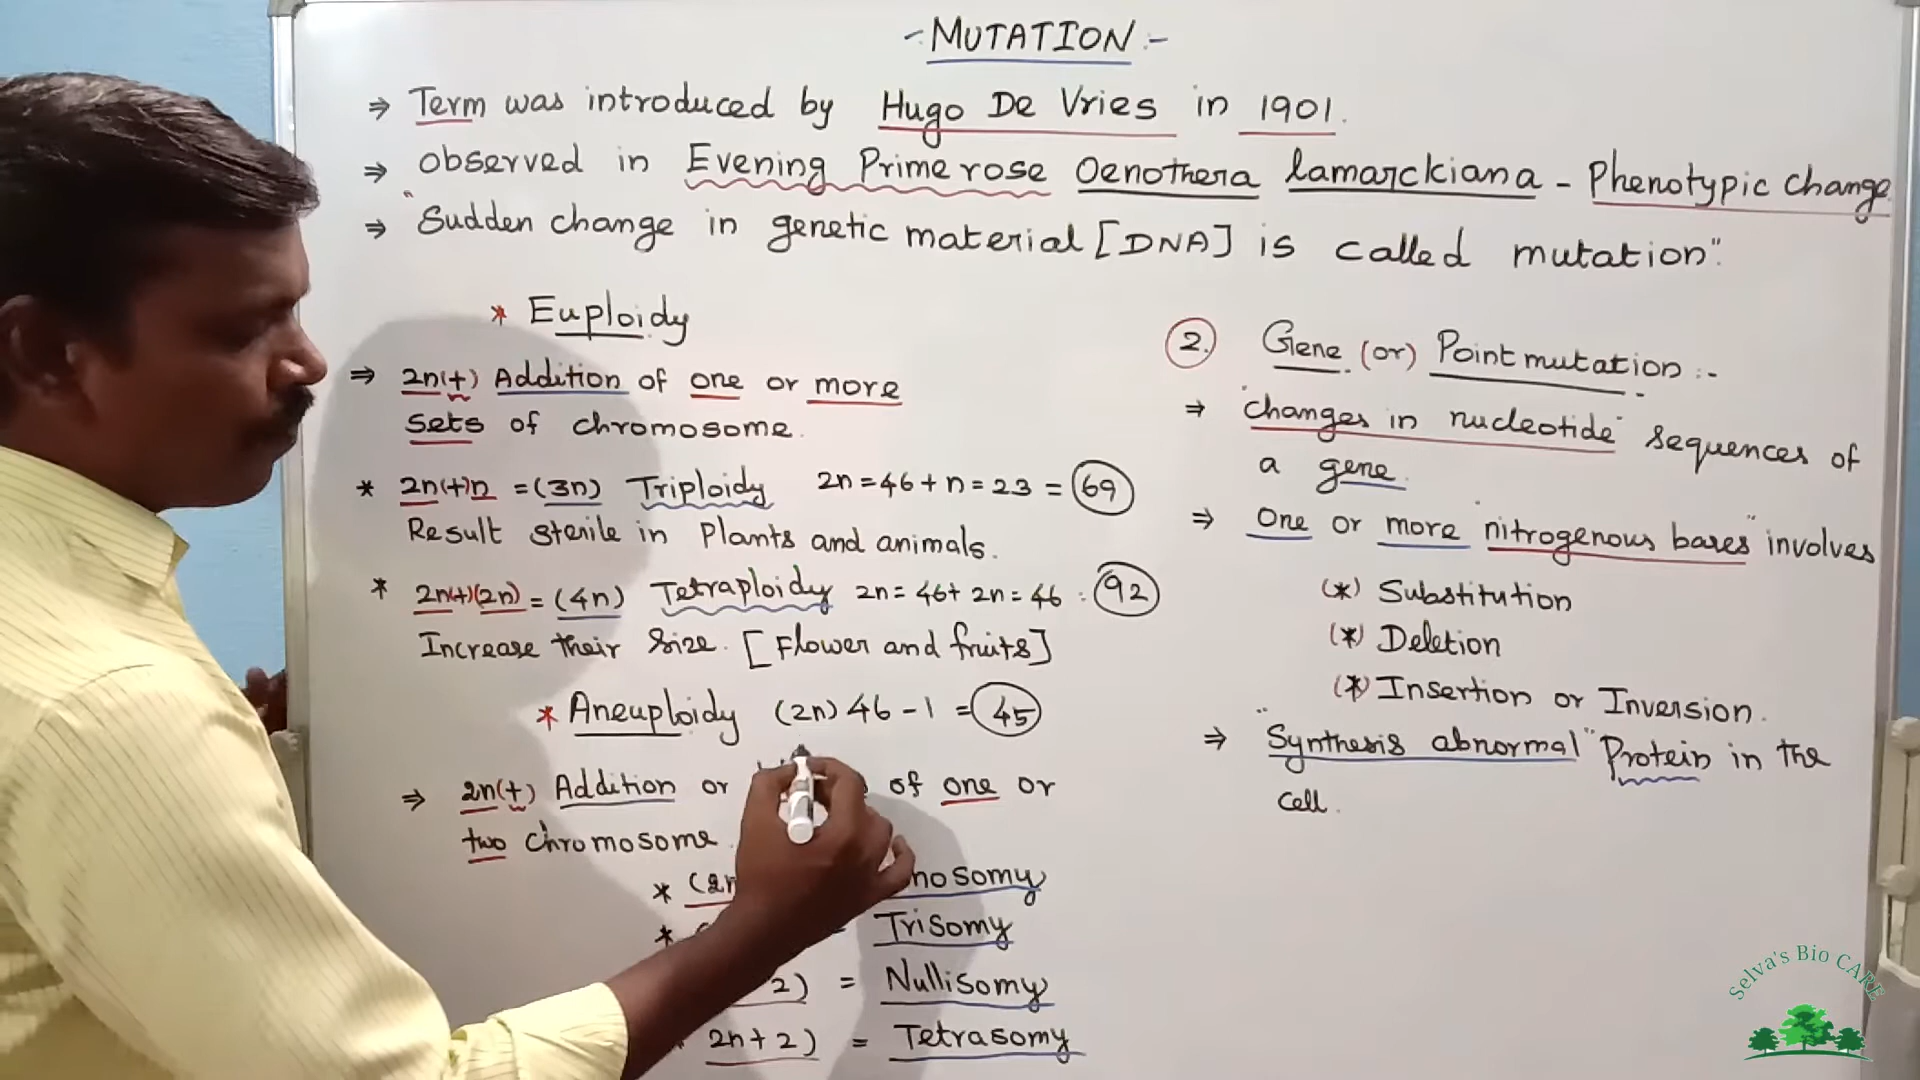 - MUTATION :-
⇒ Term was introduced by Hugo De Vries in 1901.
⇒ Observed in Evening Primerose Oenothera lamarckiana - Phenotypic change
⇒ "Sudden change in genetic material [DNA] is called mutation".
* Euploidy
⇒ 2n(+) Addition of one or more
sets of chromosome.
* 2n(+)n = (3n) Triploidy 2n = 46 + n = 23 = 69
Result sterile in Plants and animals.
* 2n(+)(2n) = (4n) Tetraploidy 2n = 46 + 2n = 46 = 92
Increase their size. [Flower and fruits]
* Aneuploidy (2n) 46 - 1 = 45
⇒ 2n(+) Addition or of one or
two chromosome.
* (2n
* = Trisomy
2) = Nullisomy
* 2n+2) = Tetrasomy
2. Gene (or) Point mutation :-
⇒ "changes in nucleotide" sequences of
a gene.
⇒ One or more "nitrogenous bases" involves
(*) Substitution
(*) Deletion
(*) Insertion or Inversion.
⇒ "Synthesis abnormal" Protein in the
cell.
Selva's Bio CARE